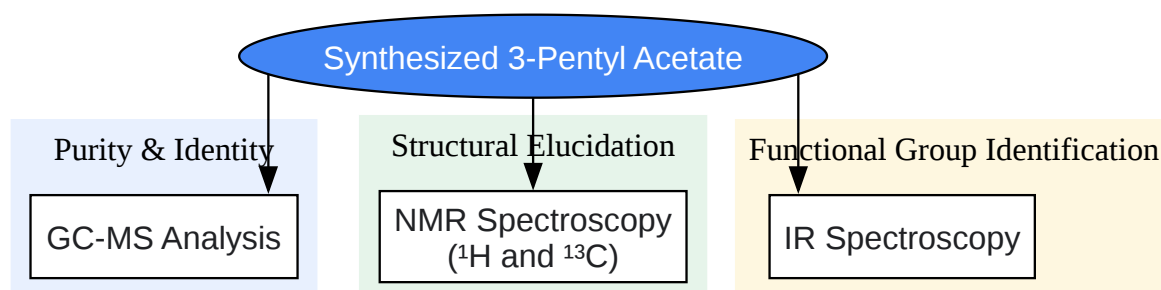 Synthesized 3-Pentyl Acetate
Purity & Identity
Structural Elucidation
Functional Group Identification
GC-MS Analysis
NMR Spectroscopy
(¹H and ¹³C)
IR Spectroscopy